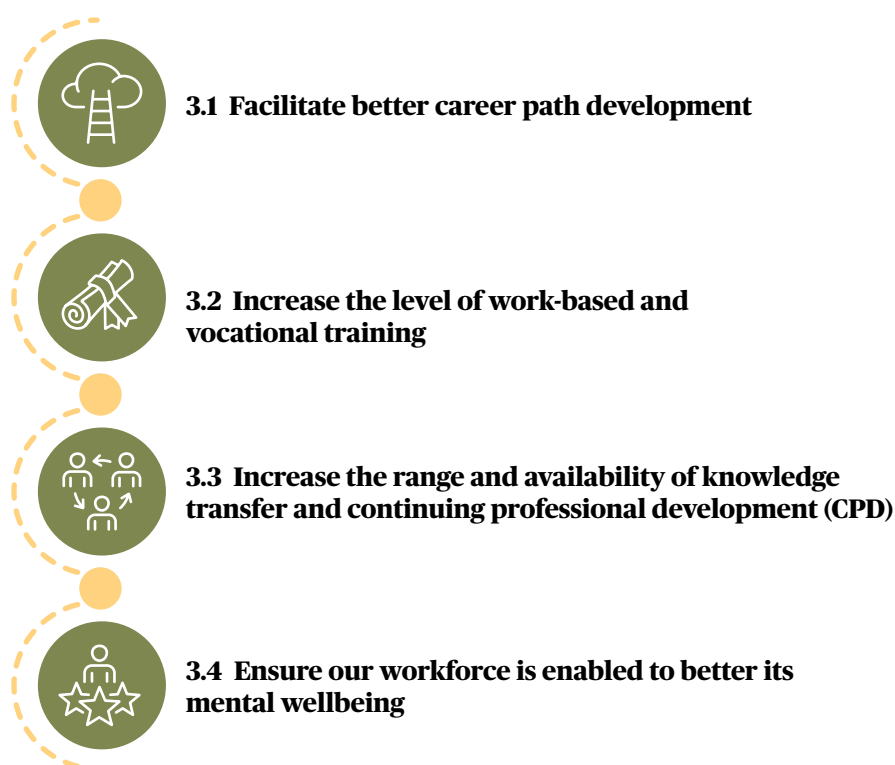 3.1 Facilitate better career path development
3.2 Increase the level of work-based and
vocational training
3.3 Increase the range and availability of knowledge
transfer and continuing professional development (CPD)
3.4 Ensure our workforce is enabled to better its
mental wellbeing